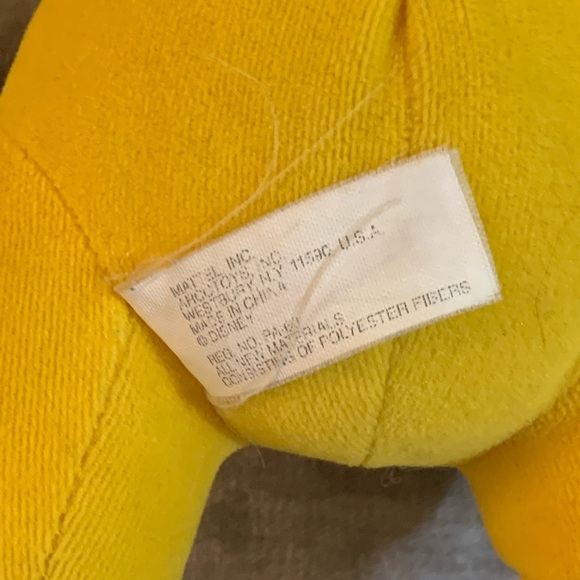 MATTEL, INC.
ARCOTOYS, INC.
WESTBURY N.Y. 11590 U.S.A.
MADE IN CHINA
© DISNEY
REG. NO. PA-
ALL NEW MATERIALS
CONSISTING OF POLYESTER FIBERS